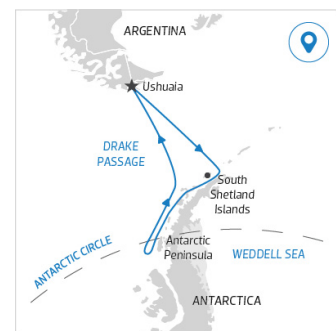 ARGENTINA
Ushuaia
DRAKE
PASSAGE
South
Shetland
Islands
ANTARCTIC CIRCLE
Antarctic
Peninsula
WEDDELL SEA
ANTARCTICA